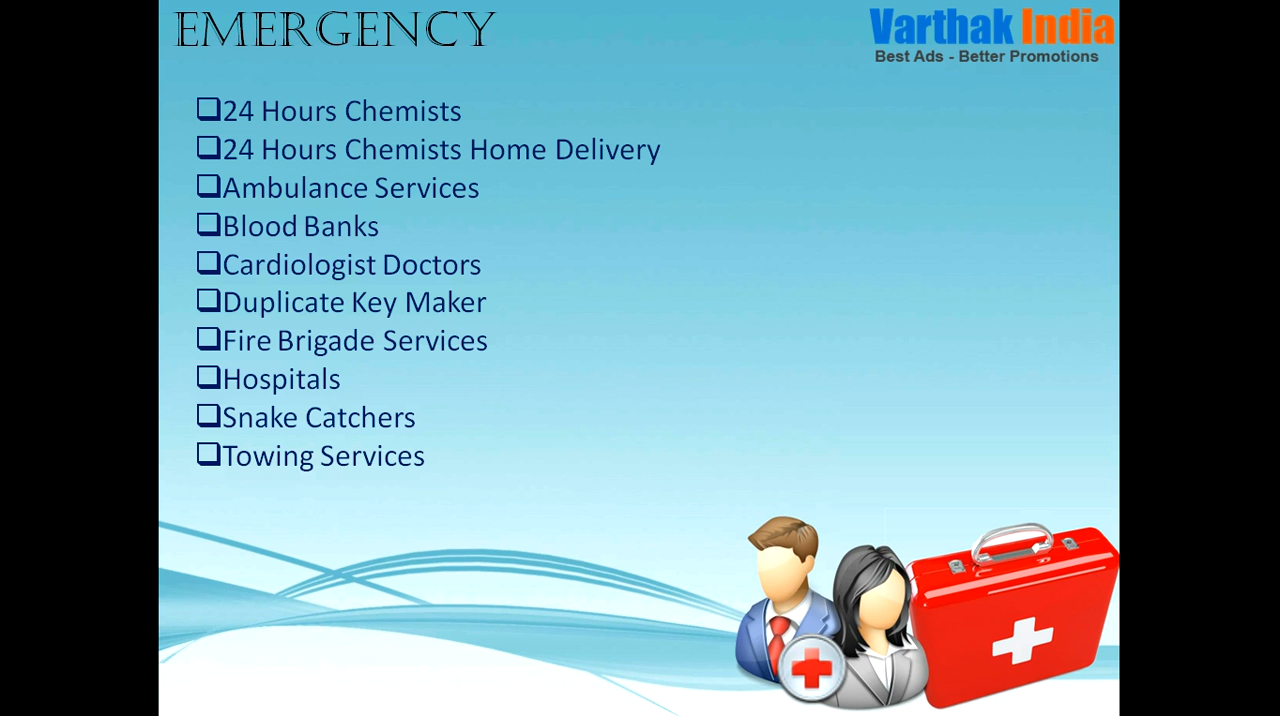 EMERGENCY
Varthak India
Best Ads - Better Promotions
❑24 Hours Chemists
❑24 Hours Chemists Home Delivery
❑Ambulance Services
❑Blood Banks
❑Cardiologist Doctors
❑Duplicate Key Maker
❑Fire Brigade Services
❑Hospitals
❑Snake Catchers
❑Towing Services